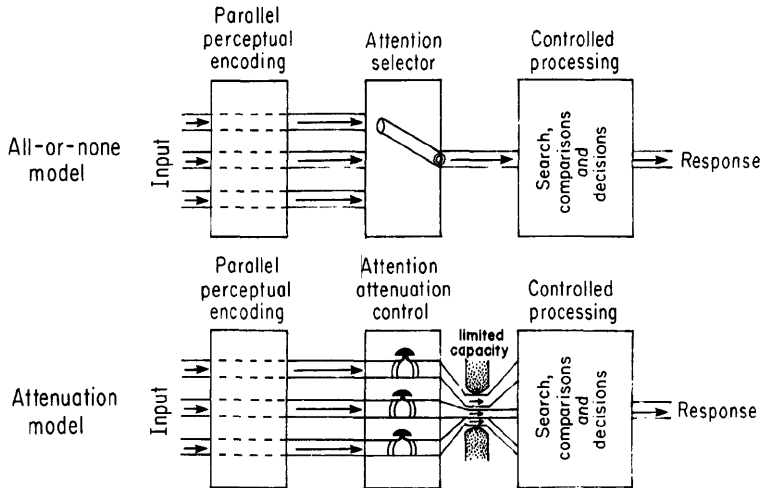 Parallel
perceptual
encoding
Attention
selector
Controlled
processing
All-or-none
model
Input
Search,
comparisons
and
decisions
Response
Parallel
perceptual
encoding
Attention
attenuation
control
limited
capacity
Controlled
processing
Attenuation
model
Input
Search,
comparisons
and
decisions
Response